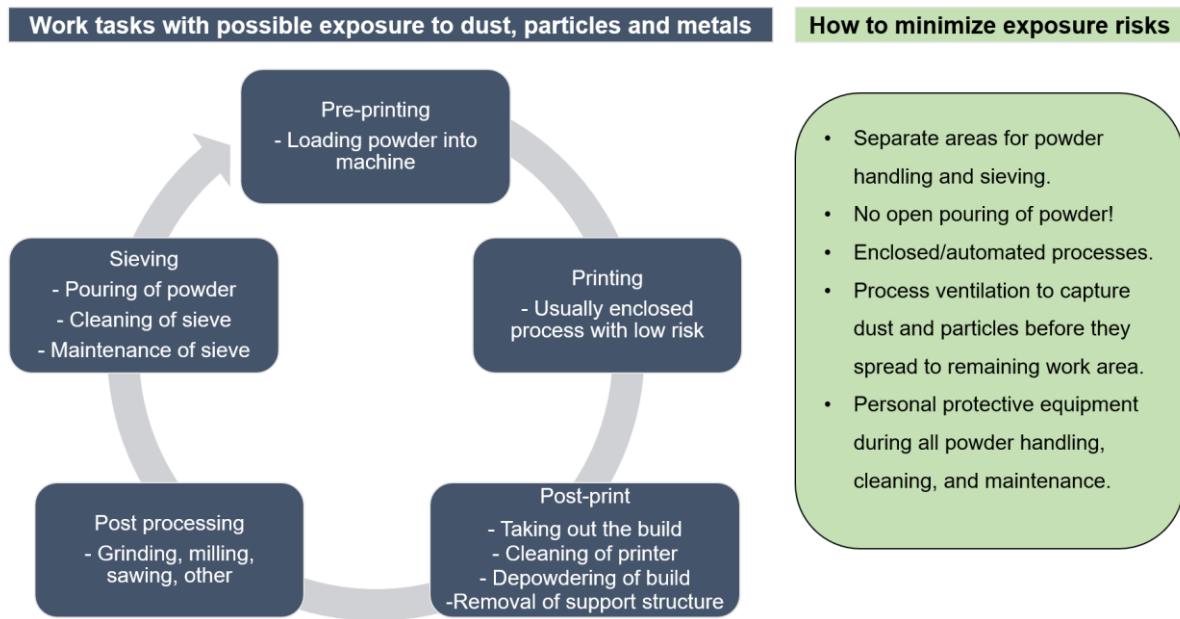 Work tasks with possible exposure to dust, particles and metals
Pre-printing
- Loading powder into
machine
Printing
- Usually enclosed
process with low risk
Post-print
- Taking out the build
- Cleaning of printer
- Depowdering of build
-Removal of support structure
Post processing
- Grinding, milling,
sawing, other
Sieving
- Pouring of powder
- Cleaning of sieve
- Maintenance of sieve
How to minimize exposure risks
• Separate areas for powder
handling and sieving.
• No open pouring of powder!
• Enclosed/automated processes.
• Process ventilation to capture
dust and particles before they
spread to remaining work area.
• Personal protective equipment
during all powder handling,
cleaning, and maintenance.